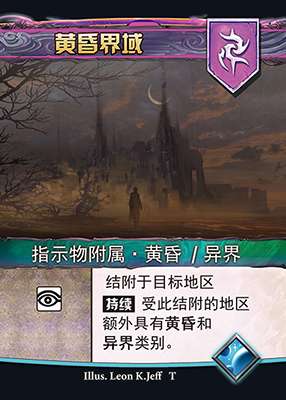 黄昏界域
指示物附属·黄昏 / 异界
结附于目标地区
持续 受此结附的地区
额外具有黄昏和
异界类别。
Illus. Leon K.Jeff T